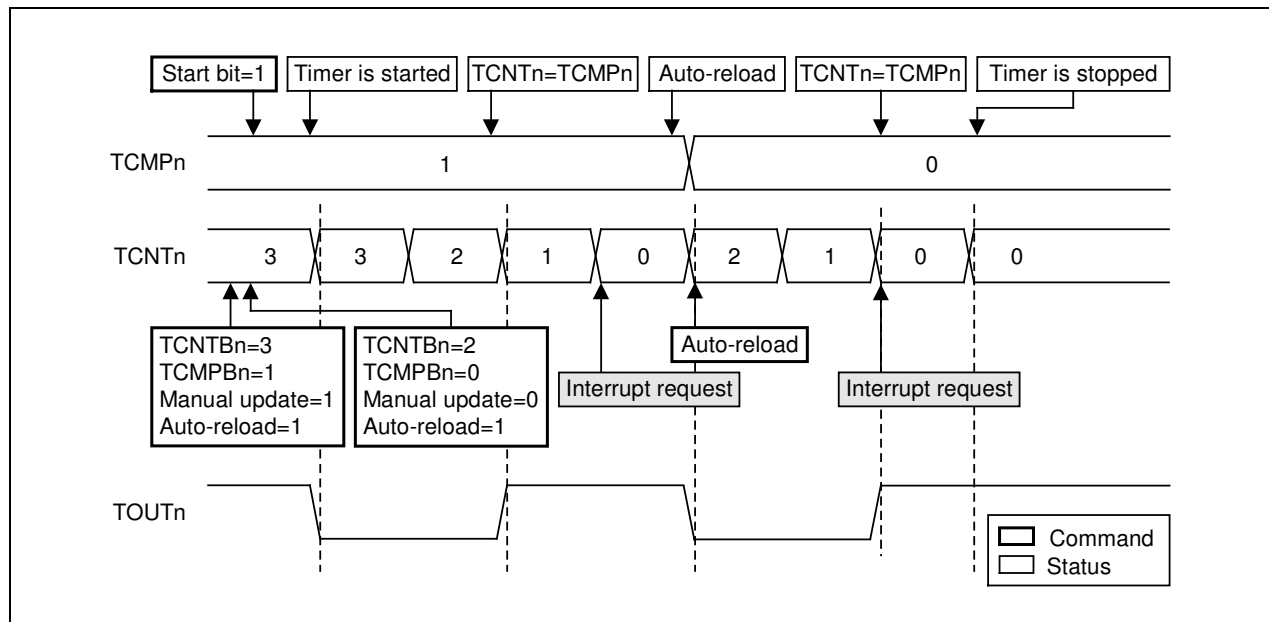 Start bit=1
Timer is started
TCNTn=TCMPn
Auto-reload
TCNTn=TCMPn
Timer is stopped
TCMPn
1
0
TCNTn
3
3
2
1
0
2
1
0
0
TCNTBn=3
TCMPBn=1
Manual update=1
Auto-reload=1
TCNTBn=2
TCMPBn=0
Manual update=0
Auto-reload=1
Interrupt request
Auto-reload
Interrupt request
TOUTn
Command
Status